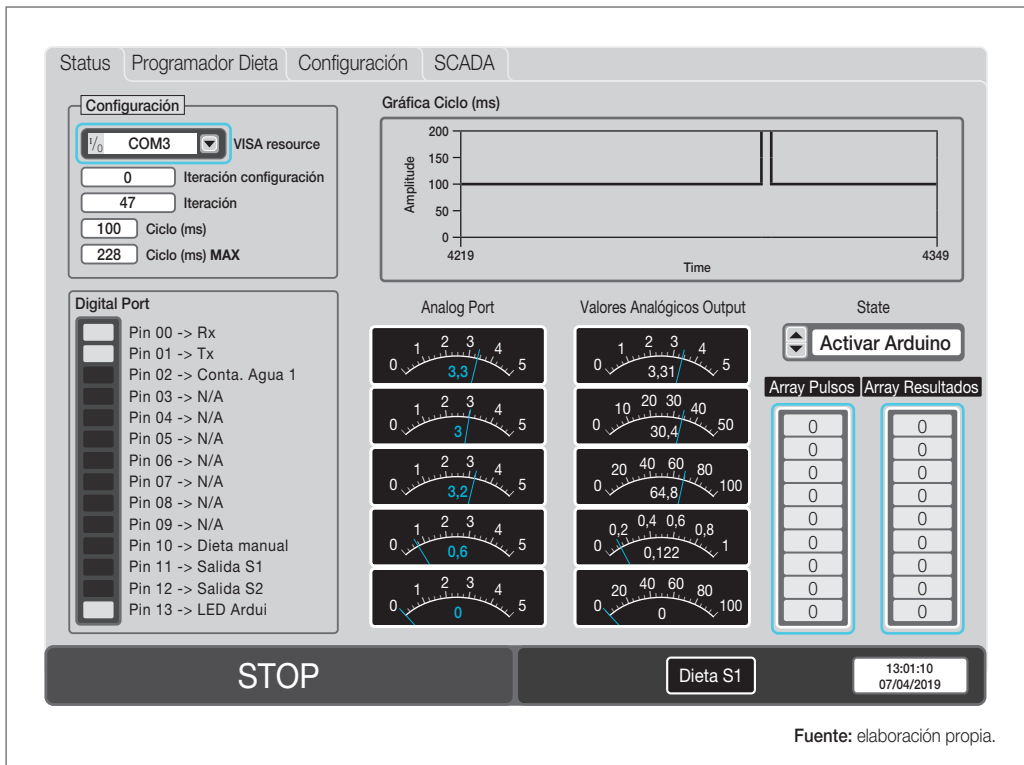 Status Programador Dieta Configuración SCADA
Configuración
I/0 COM3 VISA resource
0 Iteración configuración
47 Iteración
100 Ciclo (ms)
228 Ciclo (ms) MAX
Gráfica Ciclo (ms)
Amplitude
200
150
100
50
0
4219 4349
Time
Digital Port
Pin 00 -> Rx
Pin 01 -> Tx
Pin 02 -> Conta. Agua 1
Pin 03 -> N/A
Pin 04 -> N/A
Pin 05 -> N/A
Pin 06 -> N/A
Pin 07 -> N/A
Pin 08 -> N/A
Pin 09 -> N/A
Pin 10 -> Dieta manual
Pin 11 -> Salida S1
Pin 12 -> Salida S2
Pin 13 -> LED Ardui
Analog Port
0 1 2 3 4 5
3,3
0 1 2 3 4 5
3
0 1 2 3 4 5
3,2
0 1 2 3 4 5
0,6
0 1 2 3 4 5
0
Valores Analógicos Output
0 1 2 3 4 5
3,31
0 10 20 30 40 50
30,4
0 20 40 60 80 100
64,8
0 0,2 0,4 0,6 0,8 1
0,122
0 20 40 60 80 100
0
State
Activar Arduino
Array Pulsos Array Resultados
0 0
0 0
0 0
0 0
0 0
0 0
0 0
0 0
0 0
STOP
Dieta S1
13:01:10
07/04/2019
Fuente: elaboración propia.